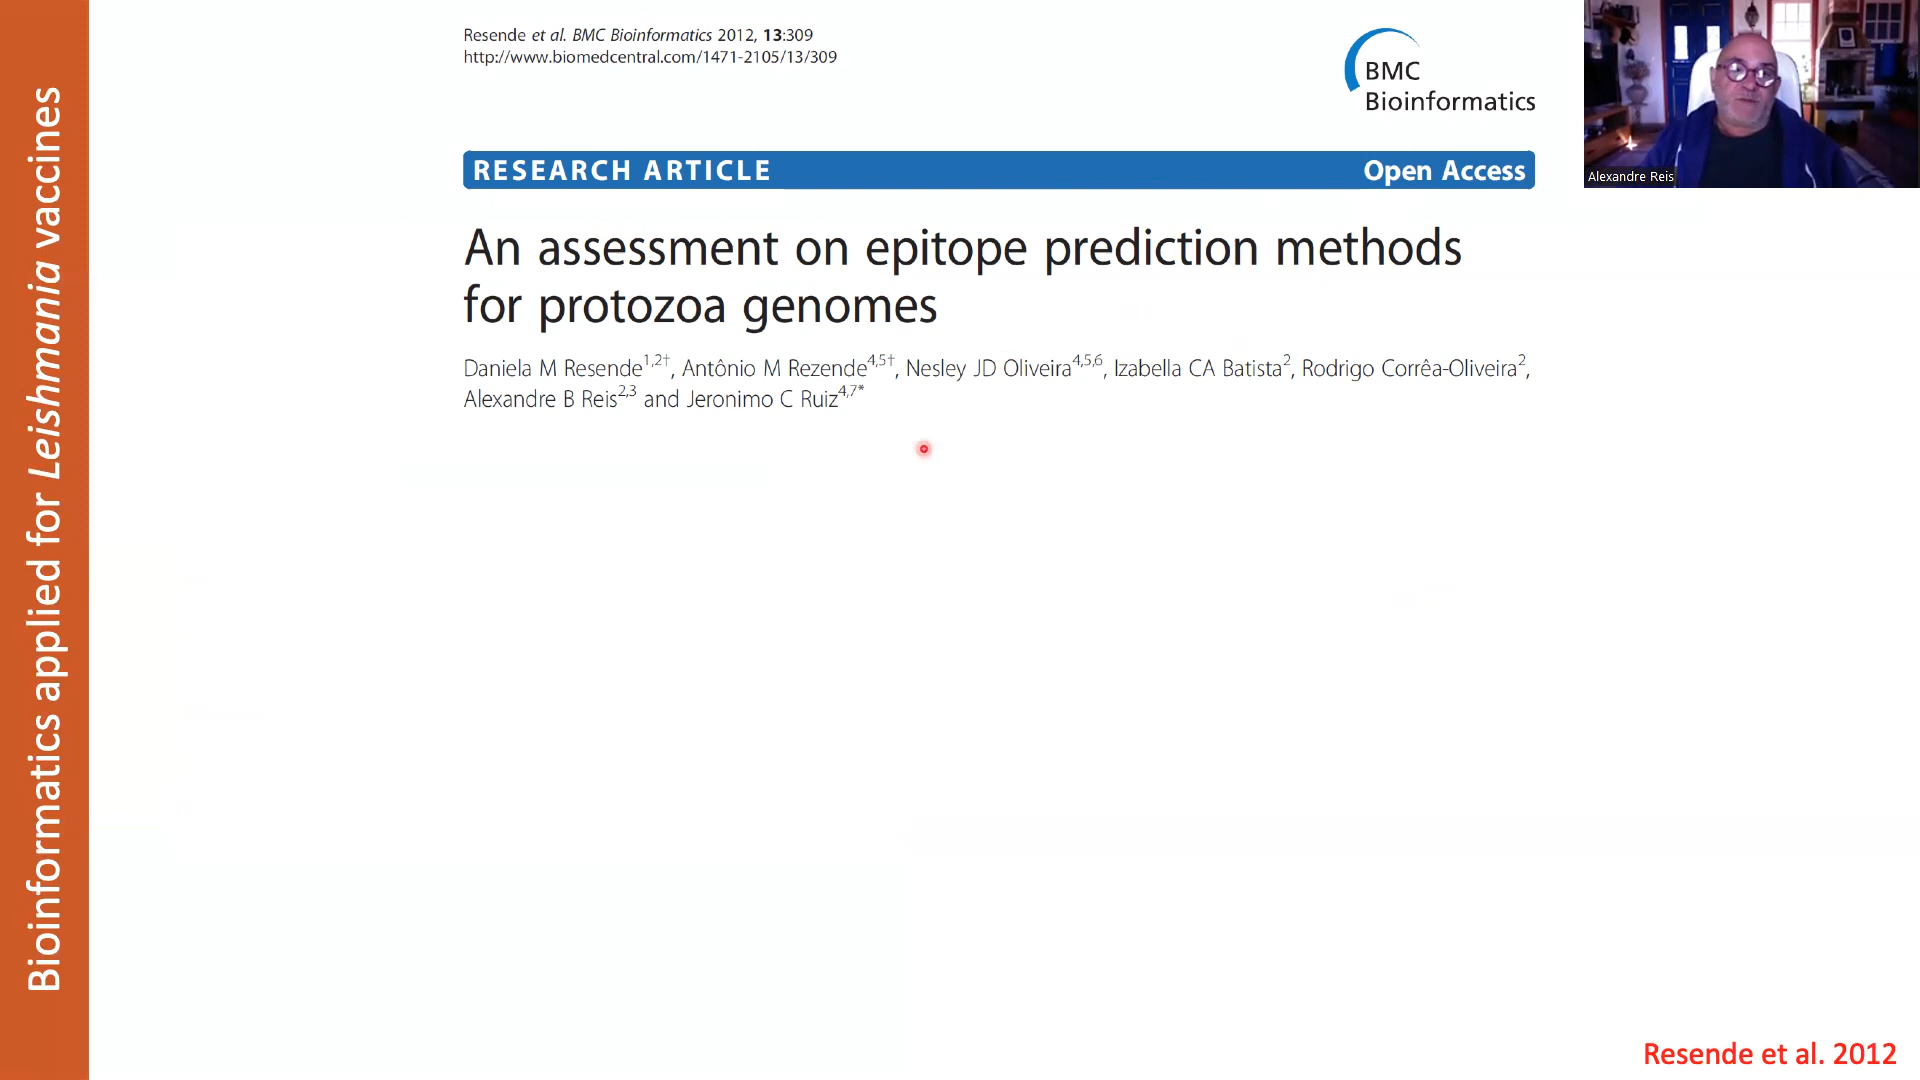 Bioinformatics applied for Leishmania vaccines
Resende et al. BMC Bioinformatics 2012, 13:309
http://www.biomedcentral.com/1471-2105/13/309
BMC
Bioinformatics
Alexandre Reis
RESEARCH ARTICLE Open Access
An assessment on epitope prediction methods
for protozoa genomes
Daniela M Resende1,2†, Antônio M Rezende4,5†, Nesley JD Oliveira4,5,6, Izabella CA Batista2, Rodrigo Corrêa-Oliveira2,
Alexandre B Reis2,3 and Jeronimo C Ruiz4,7*
Resende et al. 2012